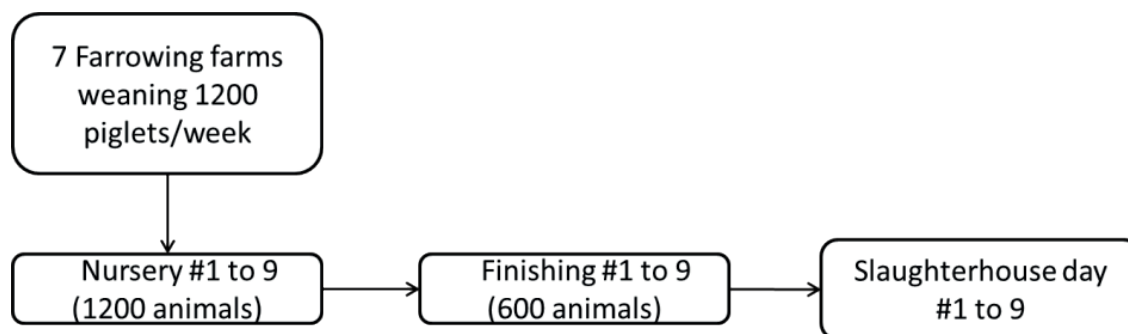 7 Farrowing farms
weaning 1200
piglets/week
Nursery #1 to 9
(1200 animals)
Finishing #1 to 9
(600 animals)
Slaughterhouse day
#1 to 9